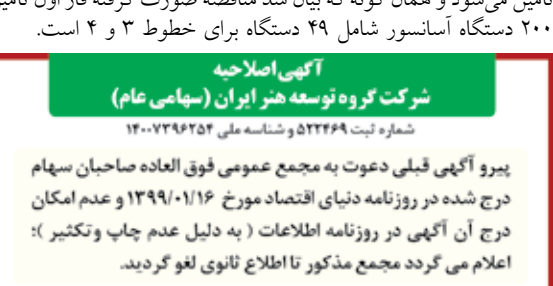 تامین می‌شود و همان گونه که بیان شد مناقصه صورت گرفته فاز اول تامین
۲۰۰ دستگاه آسانسور شامل ۴۹ دستگاه برای خطوط ۳ و ۴ است.
آگهی اصلاحیه
شرکت گروه توسعه هنر ایران (سهامی عام)
شماره ثبت ۵۲۲۴۶۹ و شناسه ملی ۱۴۰۰۷۳۹۶۲۵۴
پیرو آگهی قبلی دعوت به مجمع عمومی فوق العاده صاحبان سهام
درج شده در روزنامه دنیای اقتصاد مورخ ۱۳۹۹/۰۱/۱۶ و عدم امکان
درج آن آگهی در روزنامه اطلاعات ( به دلیل عدم چاپ وتکثیر )؛
اعلام می گردد مجمع مذکور تا اطلاع ثانوی لغو گردید.